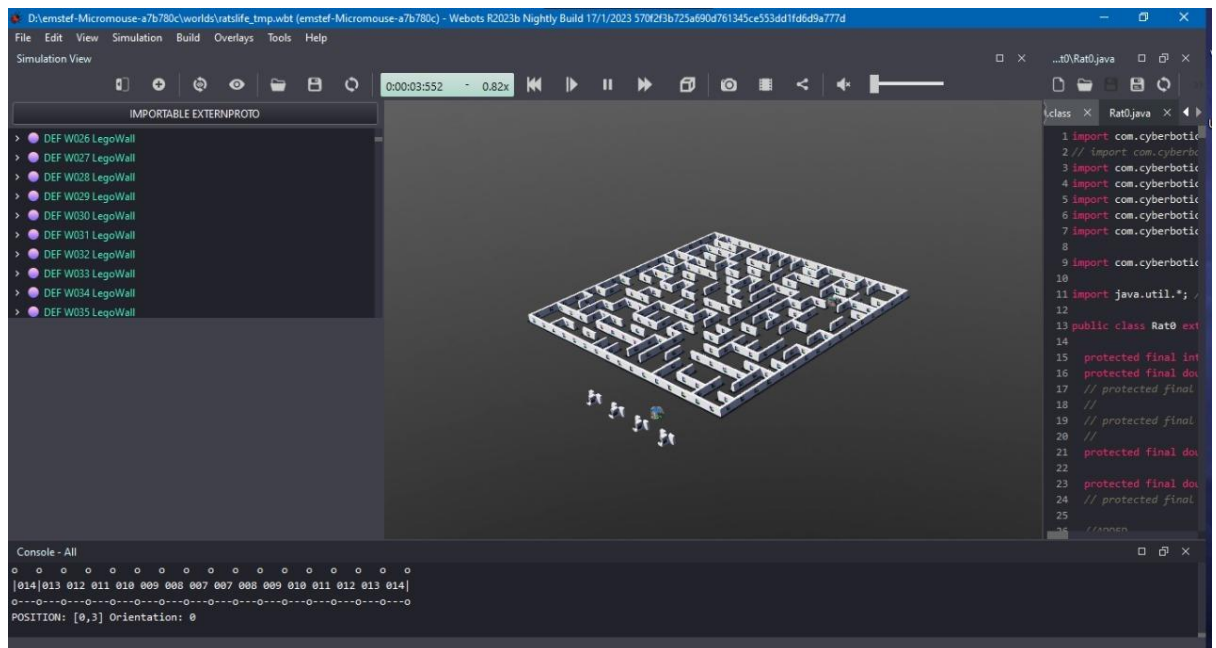 D:\emstef-Micromouse-a7b780c\worlds\ratslife_tmp.wbt (emstef-Micromouse-a7b780c) - Webots R2023b Nightly Build 17/1/2023 570f2f3b725a690d761345ce553dd1fd6d9a777d
File Edit View Simulation Build Overlays Tools Help
Simulation View
...t0\Rat0.java
0:00:03:552 - 0.82x
IMPORTABLE EXTERNPROTO
DEF W026 LegoWall
DEF W027 LegoWall
DEF W028 LegoWall
DEF W029 LegoWall
DEF W030 LegoWall
DEF W031 LegoWall
DEF W032 LegoWall
DEF W033 LegoWall
DEF W034 LegoWall
DEF W035 LegoWall
.class Rat0.java
1 import com.cyberbotic
2 // import com.cyberbo
3 import com.cyberbotic
4 import com.cyberbotic
5 import com.cyberbotic
6 import com.cyberbotic
7 import com.cyberbotic
8
9 import com.cyberbotic
10
11 import java.util.*; /
12
13 public class Rat0 ext
14
15 protected final int
16 protected final dou
17 // protected final
18 //
19 // protected final
20 //
21 protected final dou
22
23 protected final dou
24 // protected final
25
26 //ADDED
Console - All
o o o o o o o o o o o o o o o o o
|014|013 012 011 010 009 008 007 007 008 009 010 011 012 013 014|
o---o---o---o---o---o---o---o---o---o---o---o---o---o---o---o---o
POSITION: [0,3] Orientation: 0